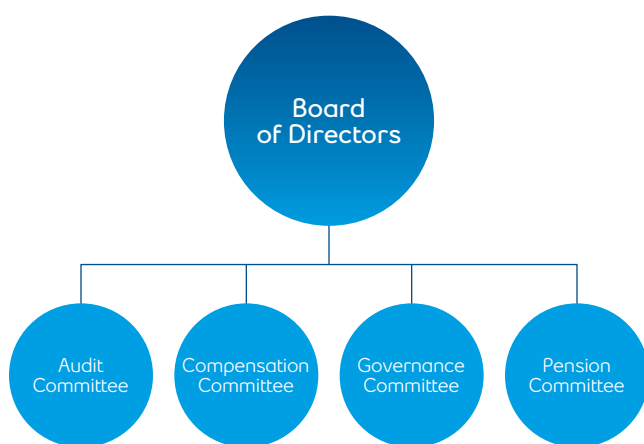 Board
of Directors
Audit
Committee
Compensation
Committee
Governance
Committee
Pension
Committee